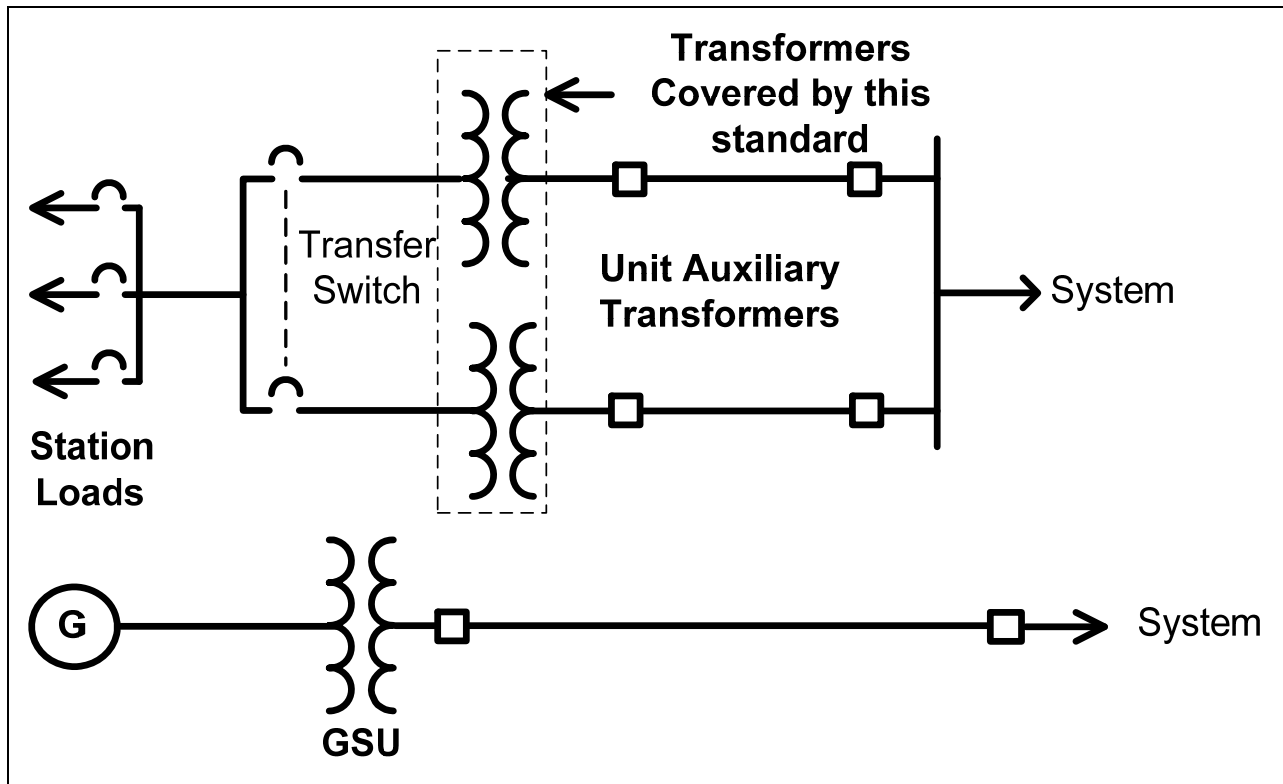 Transformers
Covered by this
standard
Transfer
Switch
Unit Auxiliary
Transformers
System
Station
Loads
G
GSU
System